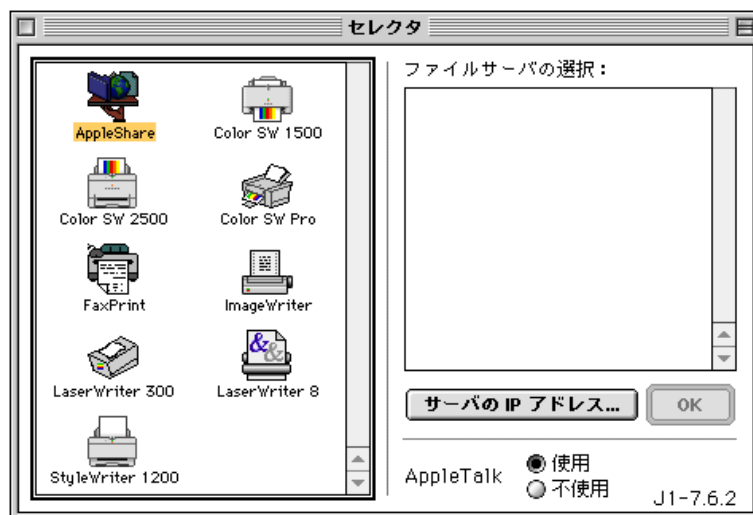 セレクタ
AppleShare
Color SW 1500
Color SW 2500
Color SW Pro
FaxPrint
ImageWriter
LaserWriter 300
LaserWriter 8
StyleWriter 1200
ファイルサーバの選択：
サーバの IP アドレス...
OK
AppleTalk
使用
不使用
J1-7.6.2